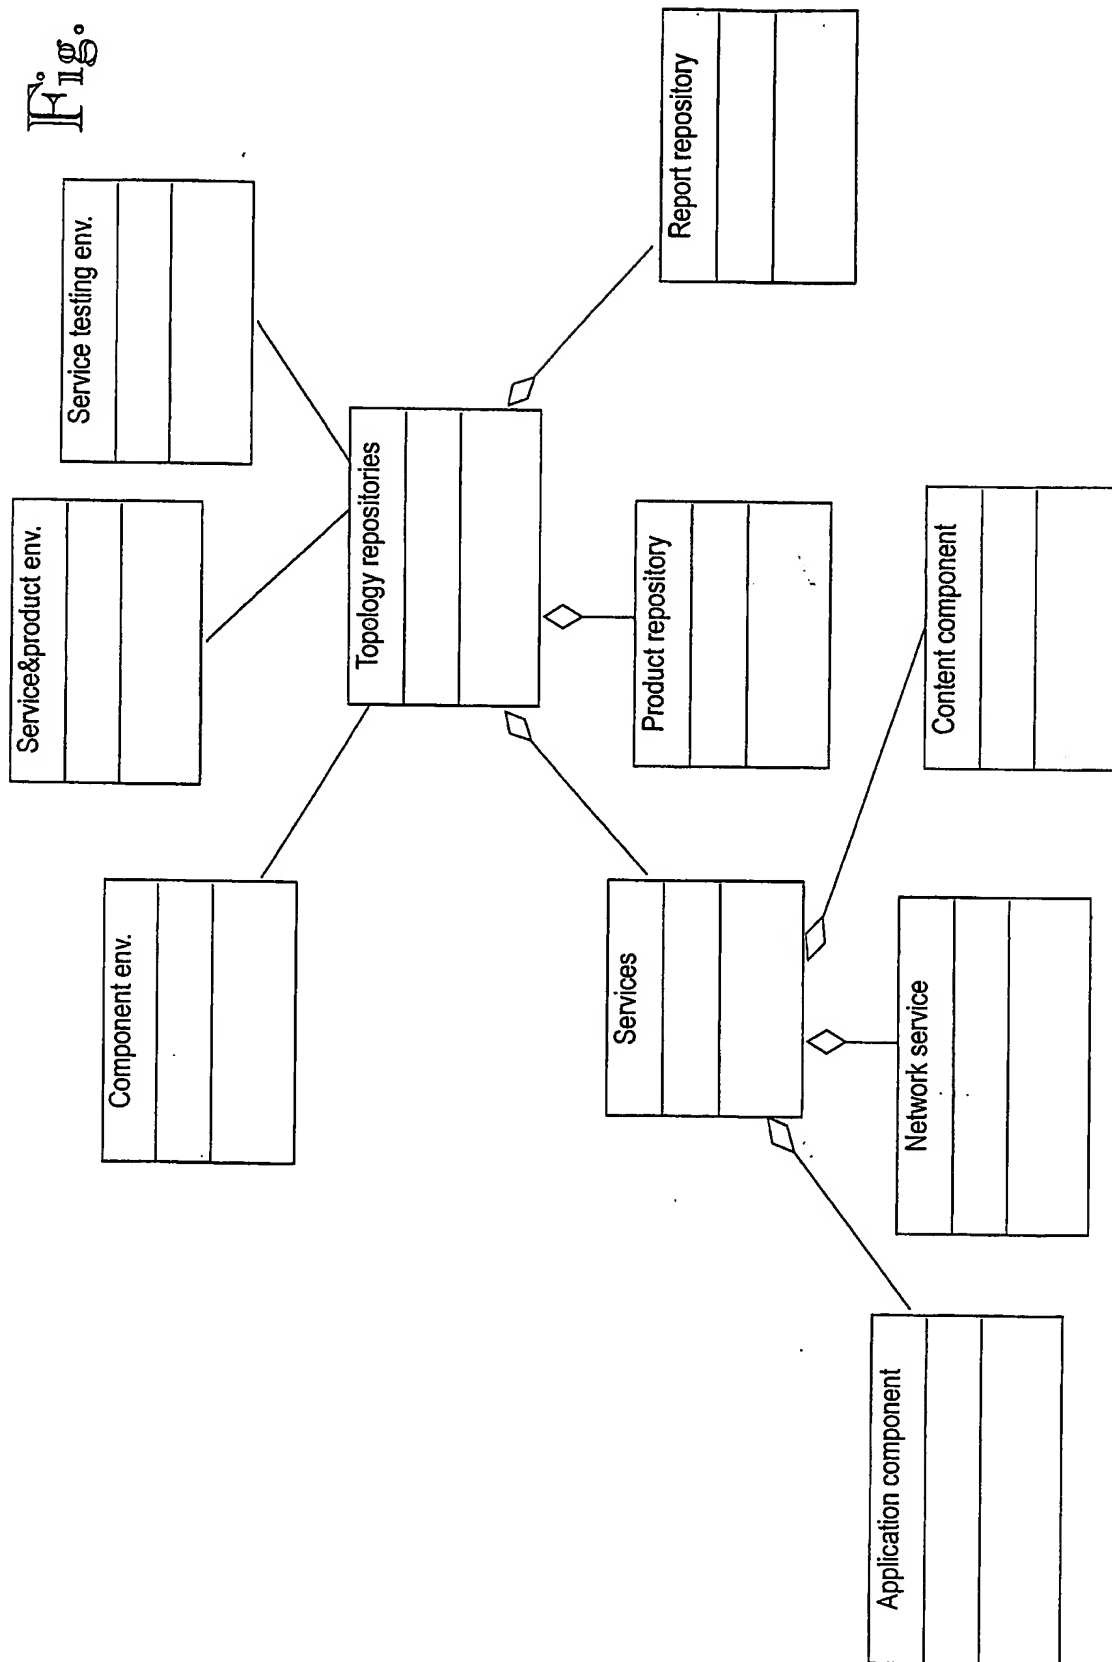 Fig.
Component env.
Service&product env.
Service testing env.
Topology repositories
Services
Product repository
Report repository
Application component
Network service
Content component